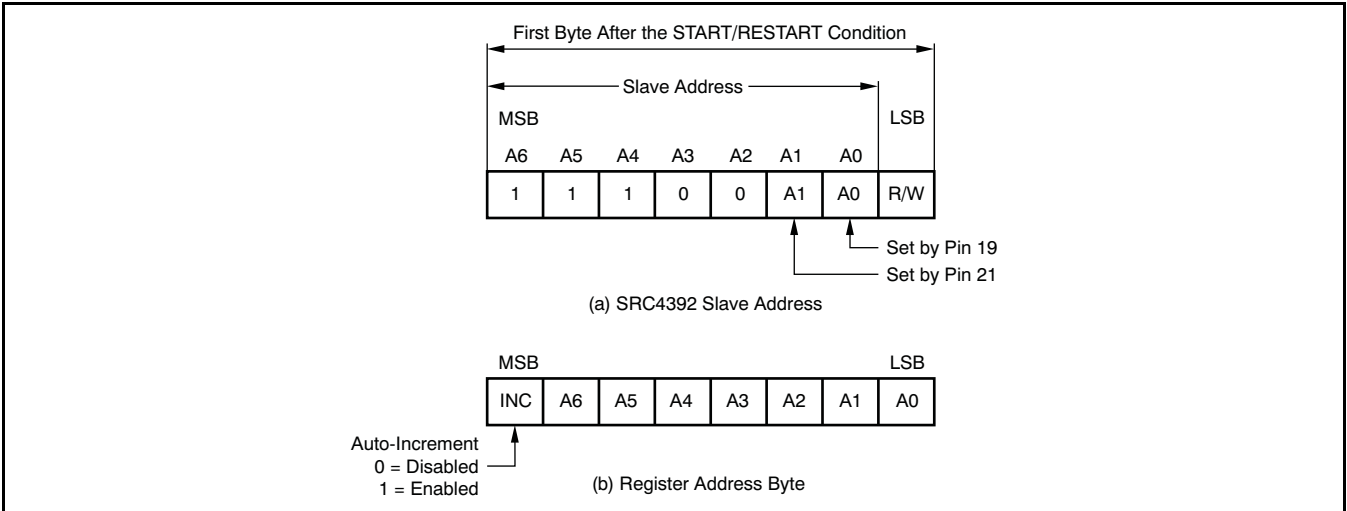 First Byte After the START/RESTART Condition
Slave Address
MSB LSB
A6 A5 A4 A3 A2 A1 A0
1 1 1 0 0 A1 A0 R/W
Set by Pin 19
Set by Pin 21
(a) SRC4392 Slave Address
MSB LSB
INC A6 A5 A4 A3 A2 A1 A0
Auto-Increment
0 = Disabled
1 = Enabled
(b) Register Address Byte